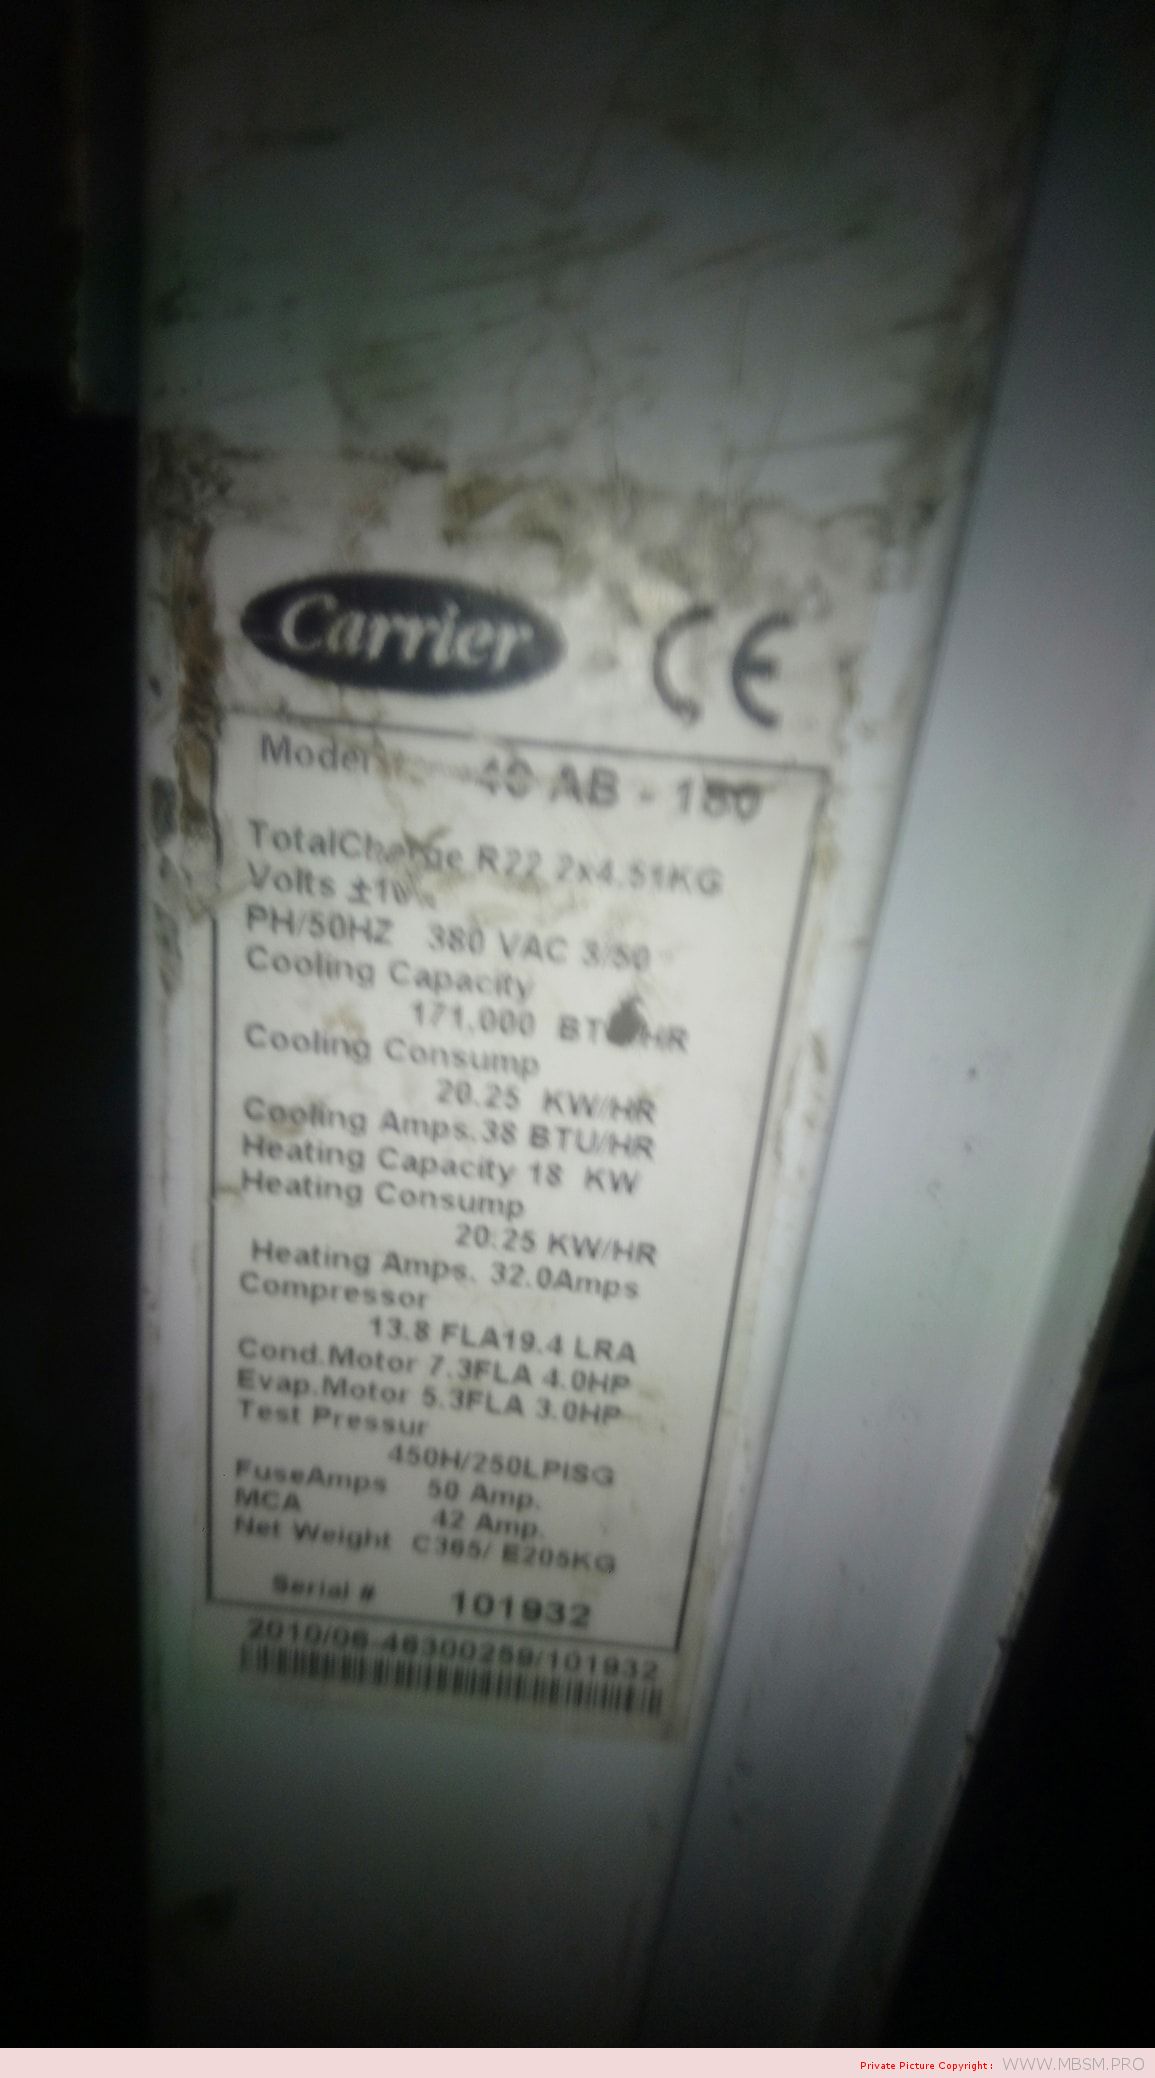 Carrier CE
Model 40 AB - 180
TotalCharge R22 2x4.51KG
Volts ±10%
PH/50HZ 380 VAC 3/50
Cooling Capacity
171,000 BTU/HR
Cooling Consump
20.25 KW/HR
Cooling Amps.38 BTU/HR
Heating Capacity 18 KW
Heating Consump
20.25 KW/HR
Heating Amps. 32.0Amps
Compressor
13.8 FLA19.4 LRA
Cond.Motor 7.3FLA 4.0HP
Evap.Motor 5.3FLA 3.0HP
Test Pressur
450H/250LPISG
FuseAmps 50 Amp.
MCA 42 Amp.
Net Weight C365/ E205KG
Serial # 101932
2010/06-46300259/101932
Private Picture Copyright : WWW.MBSM.PRO